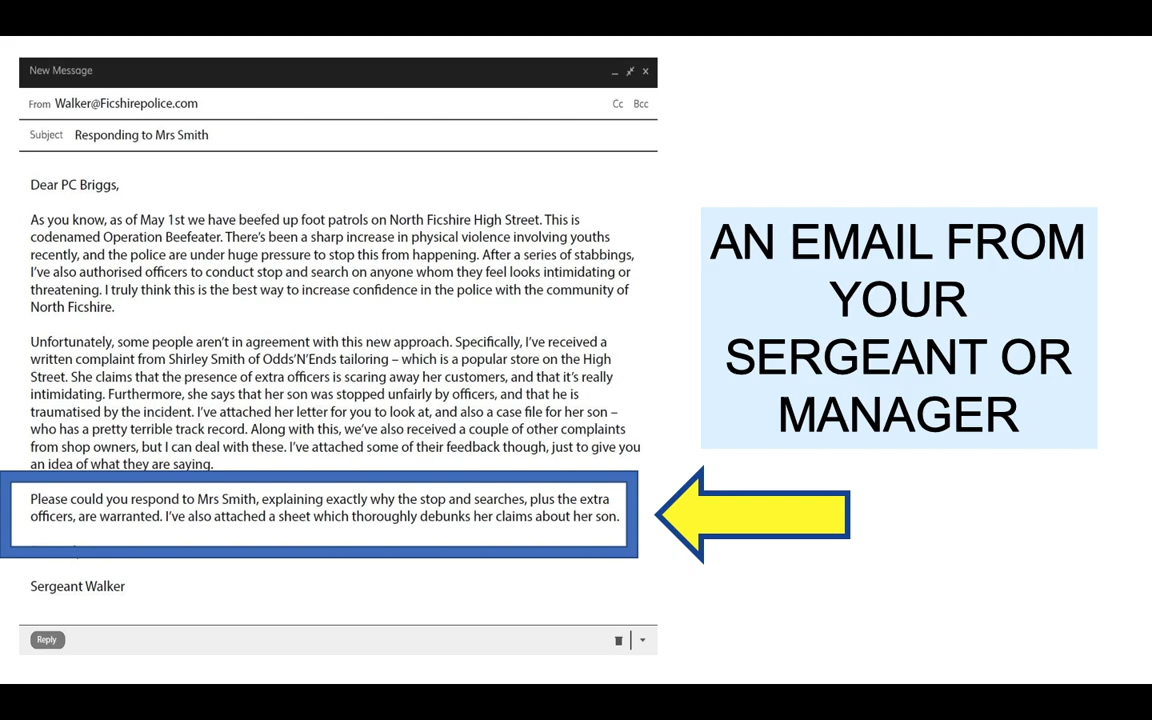 New Message
From Walker@Ficshirepolice.com
Cc Bcc
Subject Responding to Mrs Smith
Dear PC Briggs,
As you know, as of May 1st we have beefed up foot patrols on North Ficshire High Street. This is
codenamed Operation Beefeater. There's been a sharp increase in physical violence involving youths
recently, and the police are under huge pressure to stop this from happening. After a series of stabbings,
I've also authorised officers to conduct stop and search on anyone whom they feel looks intimidating or
threatening. I truly think this is the best way to increase confidence in the police with the community of
North Ficshire.
Unfortunately, some people aren't in agreement with this new approach. Specifically, I've received a
written complaint from Shirley Smith of Odds'N'Ends tailoring – which is a popular store on the High
Street. She claims that the presence of extra officers is scaring away her customers, and that it's really
intimidating. Furthermore, she says that her son was stopped unfairly by officers, and that he is
traumatised by the incident. I've attached her letter for you to look at, and also a case file for her son –
who has a pretty terrible track record. Along with this, we've also received a couple of other complaints
from shop owners, but I can deal with these. I've attached some of their feedback though, just to give you
an idea of what they are saying.
Please could you respond to Mrs Smith, explaining exactly why the stop and searches, plus the extra
officers, are warranted. I've also attached a sheet which thoroughly debunks her claims about her son.
Sergeant Walker
Reply
AN EMAIL FROM
YOUR
SERGEANT OR
MANAGER